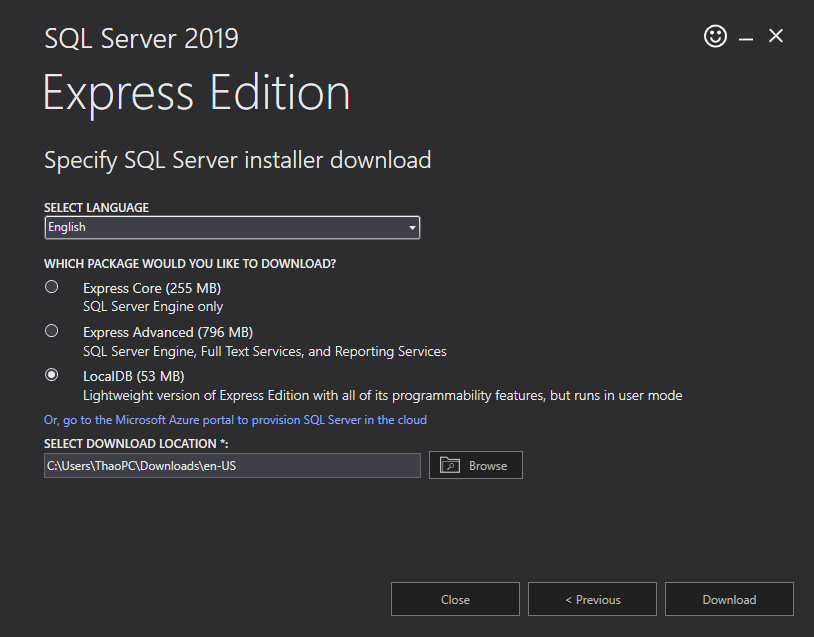 SQL Server 2019
Express Edition
Specify SQL Server installer download
SELECT LANGUAGE
English
WHICH PACKAGE WOULD YOU LIKE TO DOWNLOAD?
Express Core (255 MB)
SQL Server Engine only
Express Advanced (796 MB)
SQL Server Engine, Full Text Services, and Reporting Services
LocalDB (53 MB)
Lightweight version of Express Edition with all of its programmability features, but runs in user mode
Or, go to the Microsoft Azure portal to provision SQL Server in the cloud
SELECT DOWNLOAD LOCATION *:
C:\Users\ThaoPC\Downloads\en-US
Browse
Close
< Previous
Download